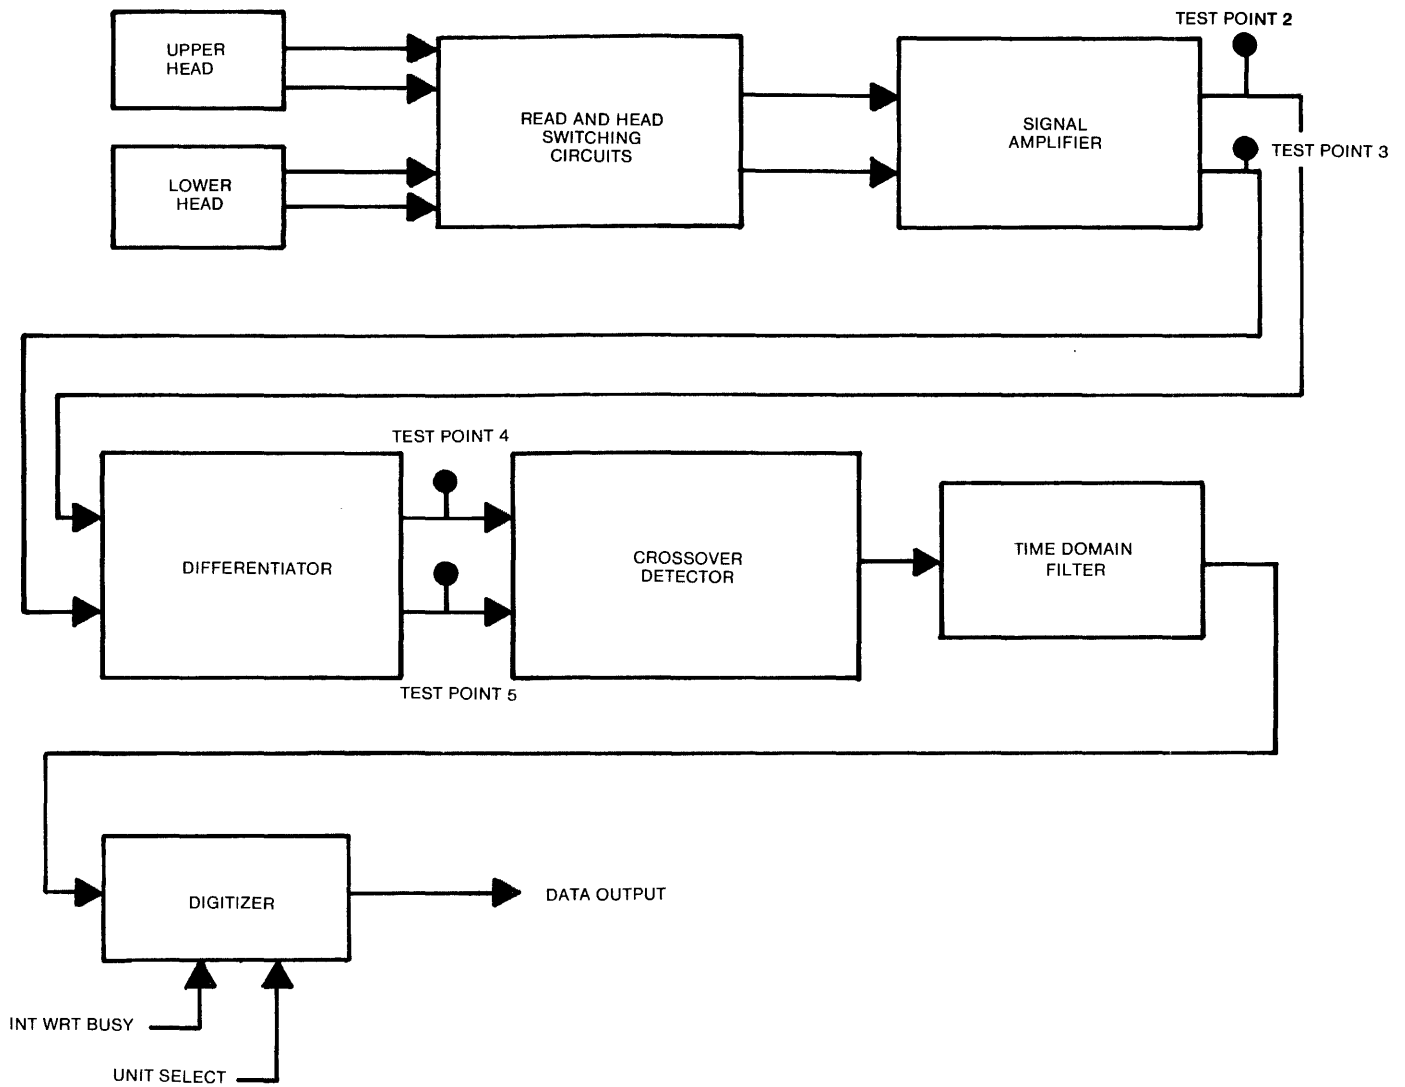 TEST POINT 2
UPPER
HEAD
READ AND HEAD
SWITCHING
CIRCUITS
SIGNAL
AMPLIFIER
TEST POINT 3
LOWER
HEAD
TEST POINT 4
DIFFERENTIATOR
CROSSOVER
DETECTOR
TIME DOMAIN
FILTER
TEST POINT 5
DIGITIZER
DATA OUTPUT
INT WRT BUSY
UNIT SELECT